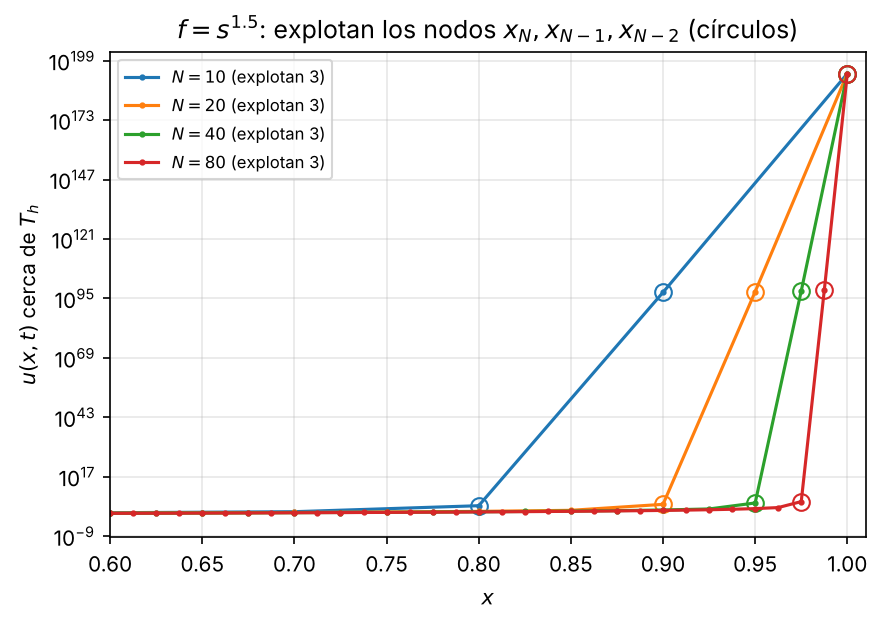 f = s^{1.5}: explotan los nodos x_N, x_{N−1}, x_{N−2} (círculos)
10^{199}
10^{173}
10^{147}
10^{121}
10^{95}
10^{69}
10^{43}
10^{17}
10^{−9}
u(x, t) cerca de T_h
N = 10 (explotan 3)
N = 20 (explotan 3)
N = 40 (explotan 3)
N = 80 (explotan 3)
0.60 0.65 0.70 0.75 0.80 0.85 0.90 0.95 1.00
x